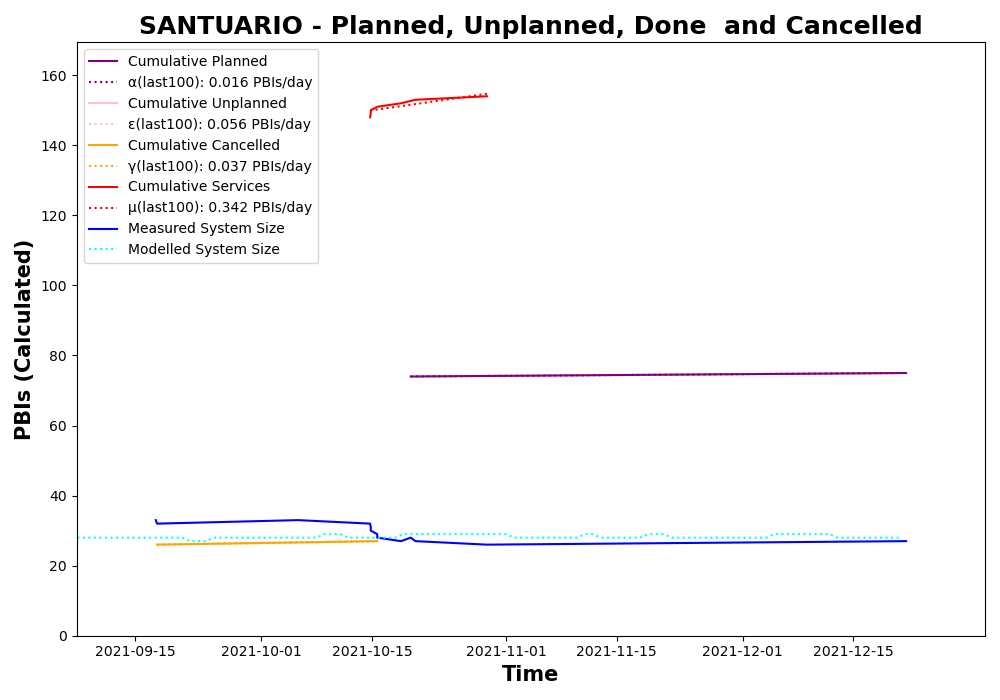 SANTUARIO - Planned, Unplanned, Done  and Cancelled
Cumulative Planned
α(last100): 0.016 PBIs/day
Cumulative Unplanned
ε(last100): 0.056 PBIs/day
Cumulative Cancelled
γ(last100): 0.037 PBIs/day
Cumulative Services
μ(last100): 0.342 PBIs/day
Measured System Size
Modelled System Size
PBIs (Calculated)
160
140
120
100
80
60
40
20
0
2021-09-15 2021-10-01 2021-10-15 2021-11-01 2021-11-15 2021-12-01 2021-12-15
Time